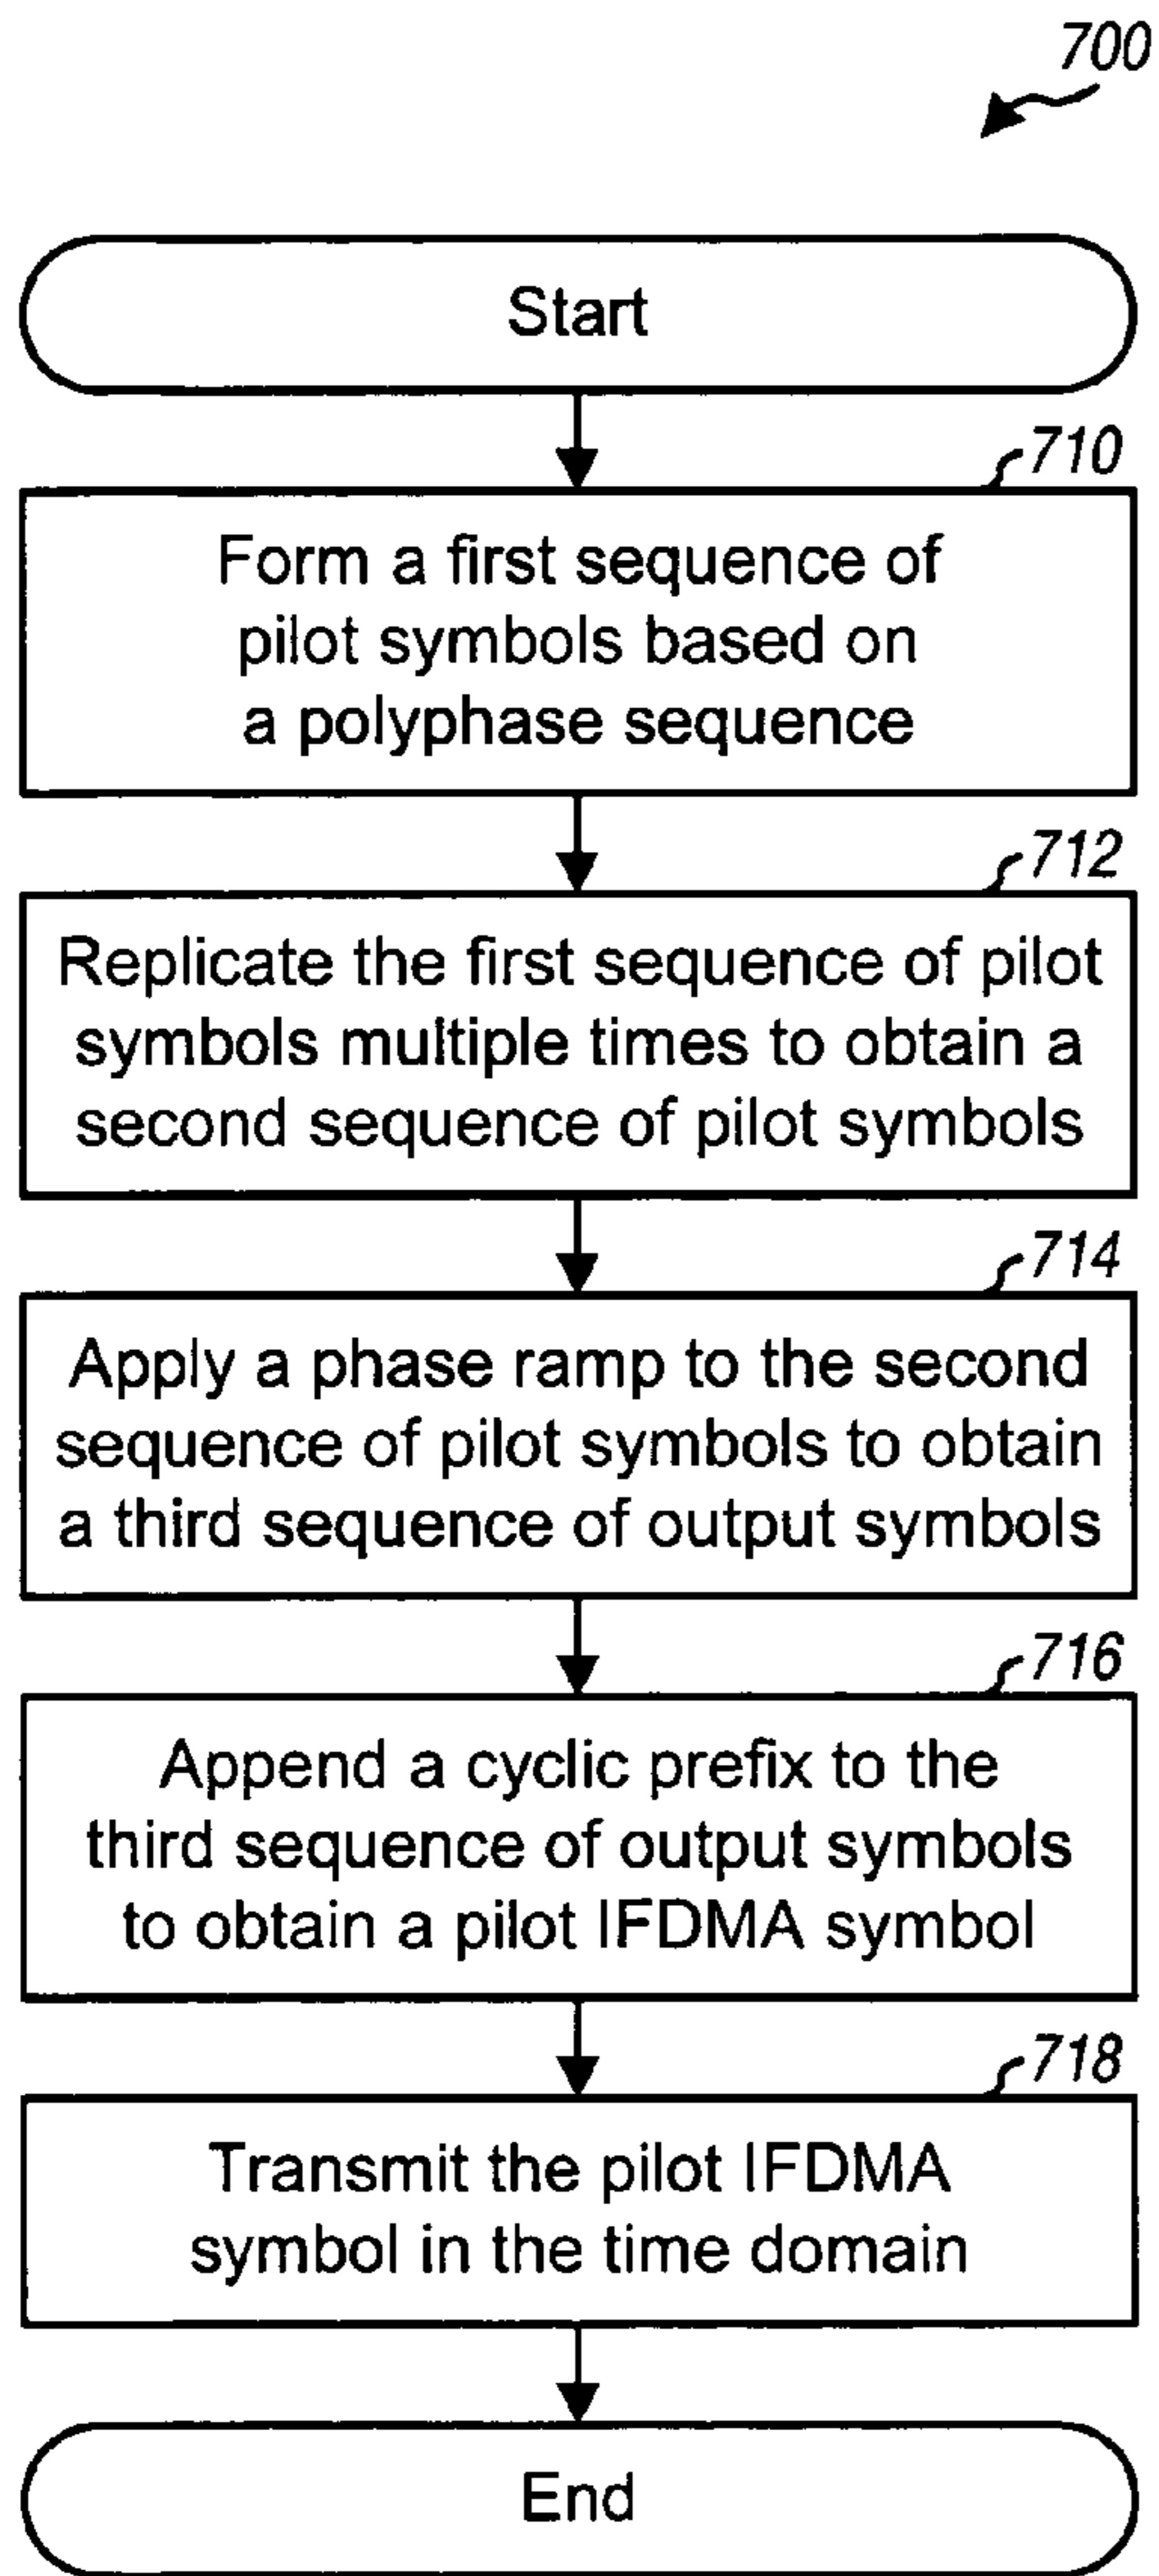 700
Start
710
Form a first sequence of
pilot symbols based on
a polyphase sequence
712
Replicate the first sequence of pilot
symbols multiple times to obtain a
second sequence of pilot symbols
714
Apply a phase ramp to the second
sequence of pilot symbols to obtain
a third sequence of output symbols
716
Append a cyclic prefix to the
third sequence of output symbols
to obtain a pilot IFDMA symbol
718
Transmit the pilot IFDMA
symbol in the time domain
End